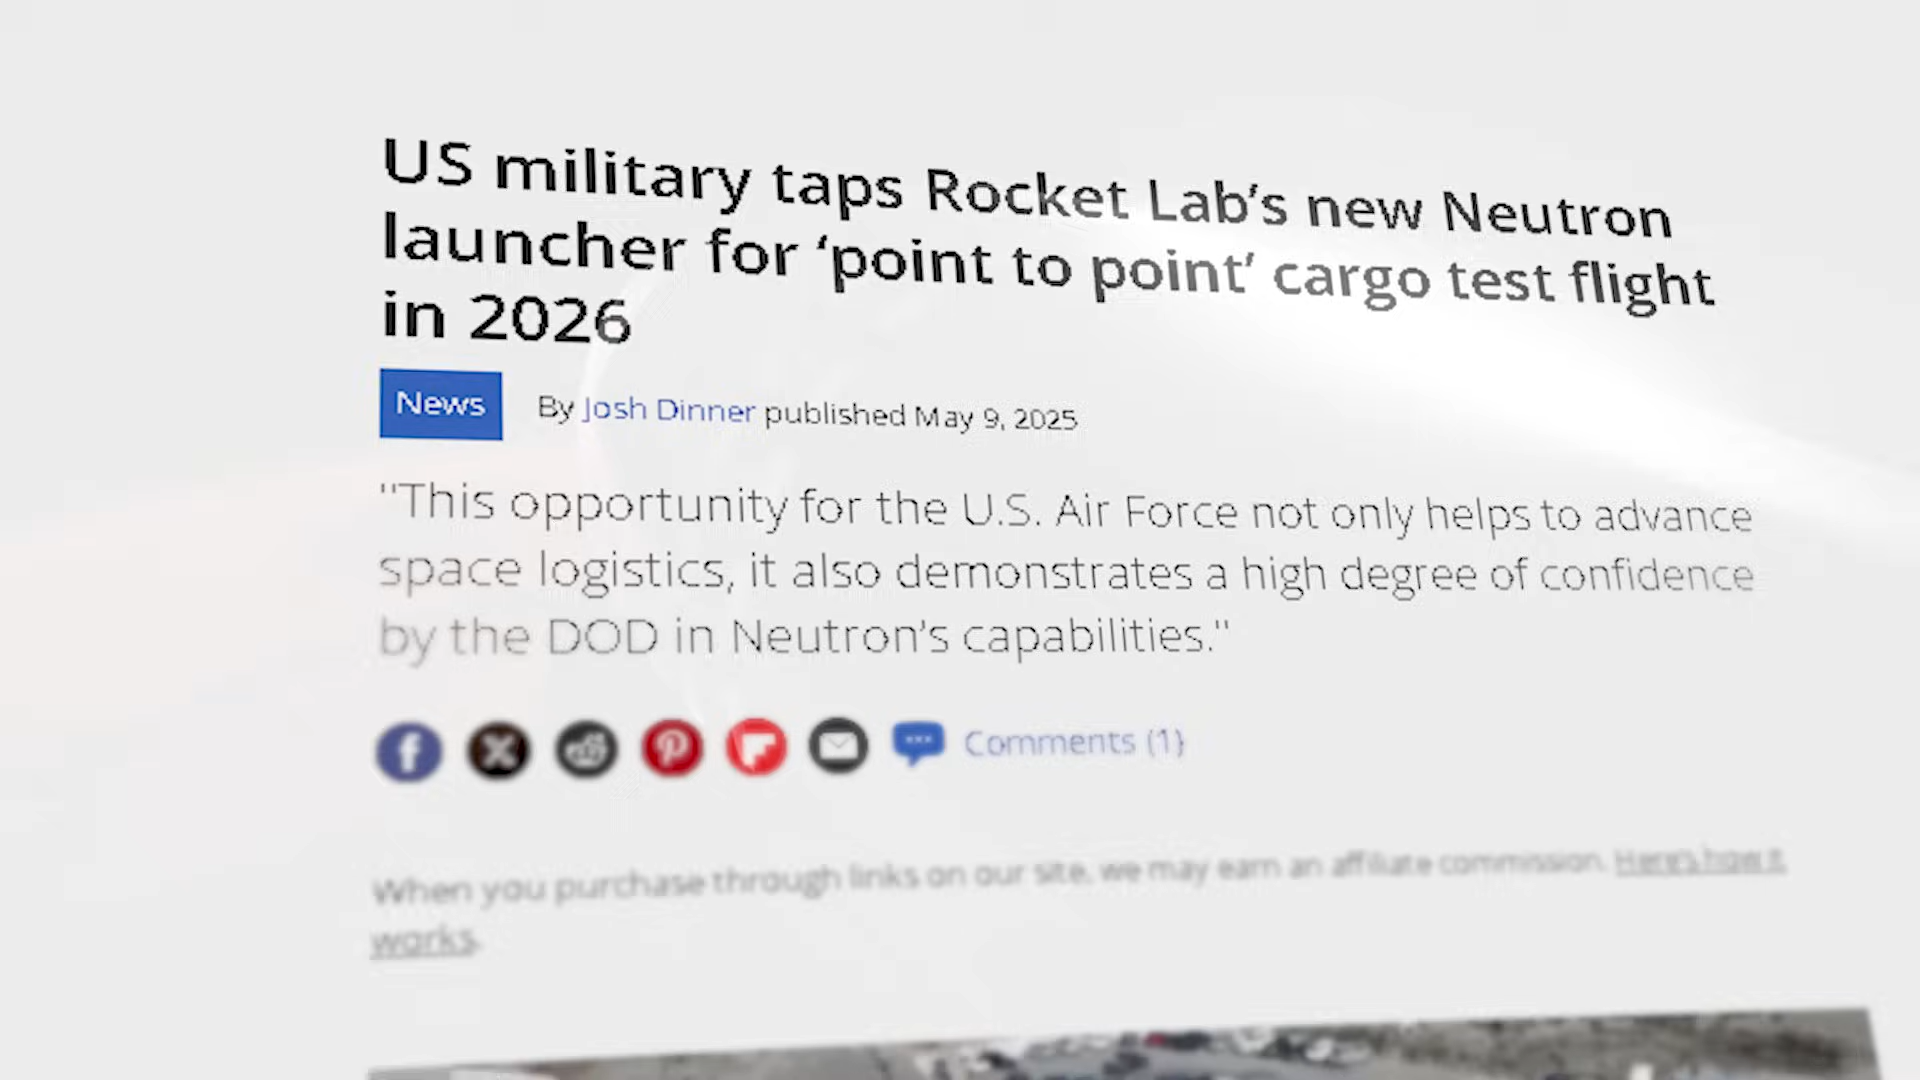 US military taps Rocket Lab’s new Neutron
launcher for ‘point to point’ cargo test flight
in 2026
News
By Josh Dinner published May 9, 2025
"This opportunity for the U.S. Air Force not only helps to advance
space logistics, it also demonstrates a high degree of confidence
by the DOD in Neutron’s capabilities."
Comments (1)
When you purchase through links on our site, we may earn an affiliate commission. Here’s how it
works.